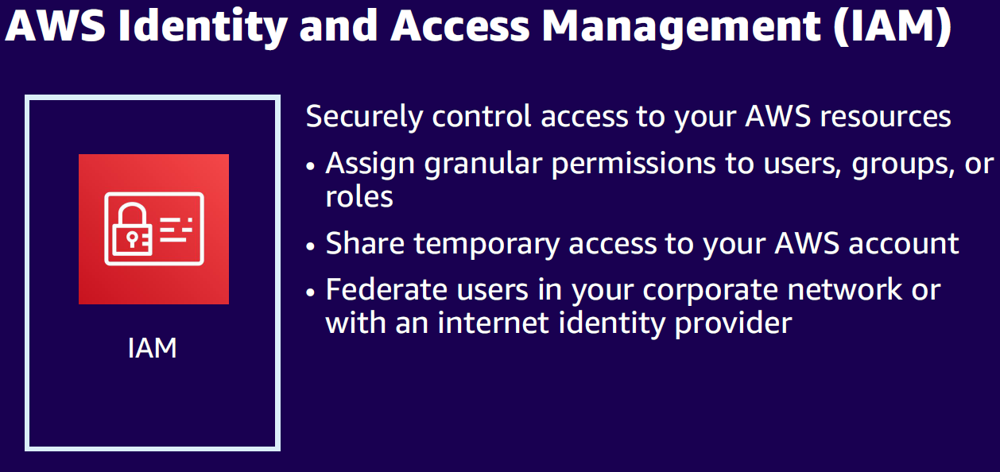 AWS Identity and Access Management (IAM)
IAM
Securely control access to your AWS resources
• Assign granular permissions to users, groups, or
roles
• Share temporary access to your AWS account
• Federate users in your corporate network or
with an internet identity provider